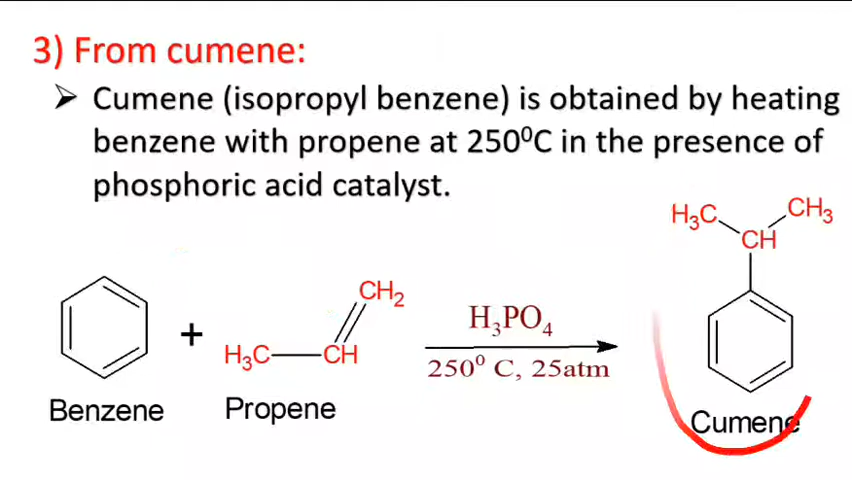 3) From cumene:
➤ Cumene (isopropyl benzene) is obtained by heating
benzene with propene at 250⁰C in the presence of
phosphoric acid catalyst.
H₃C CH₃
CH
CH₂
H₃C CH
+
H₃PO₄
250⁰ C, 25atm
Benzene Propene Cumene